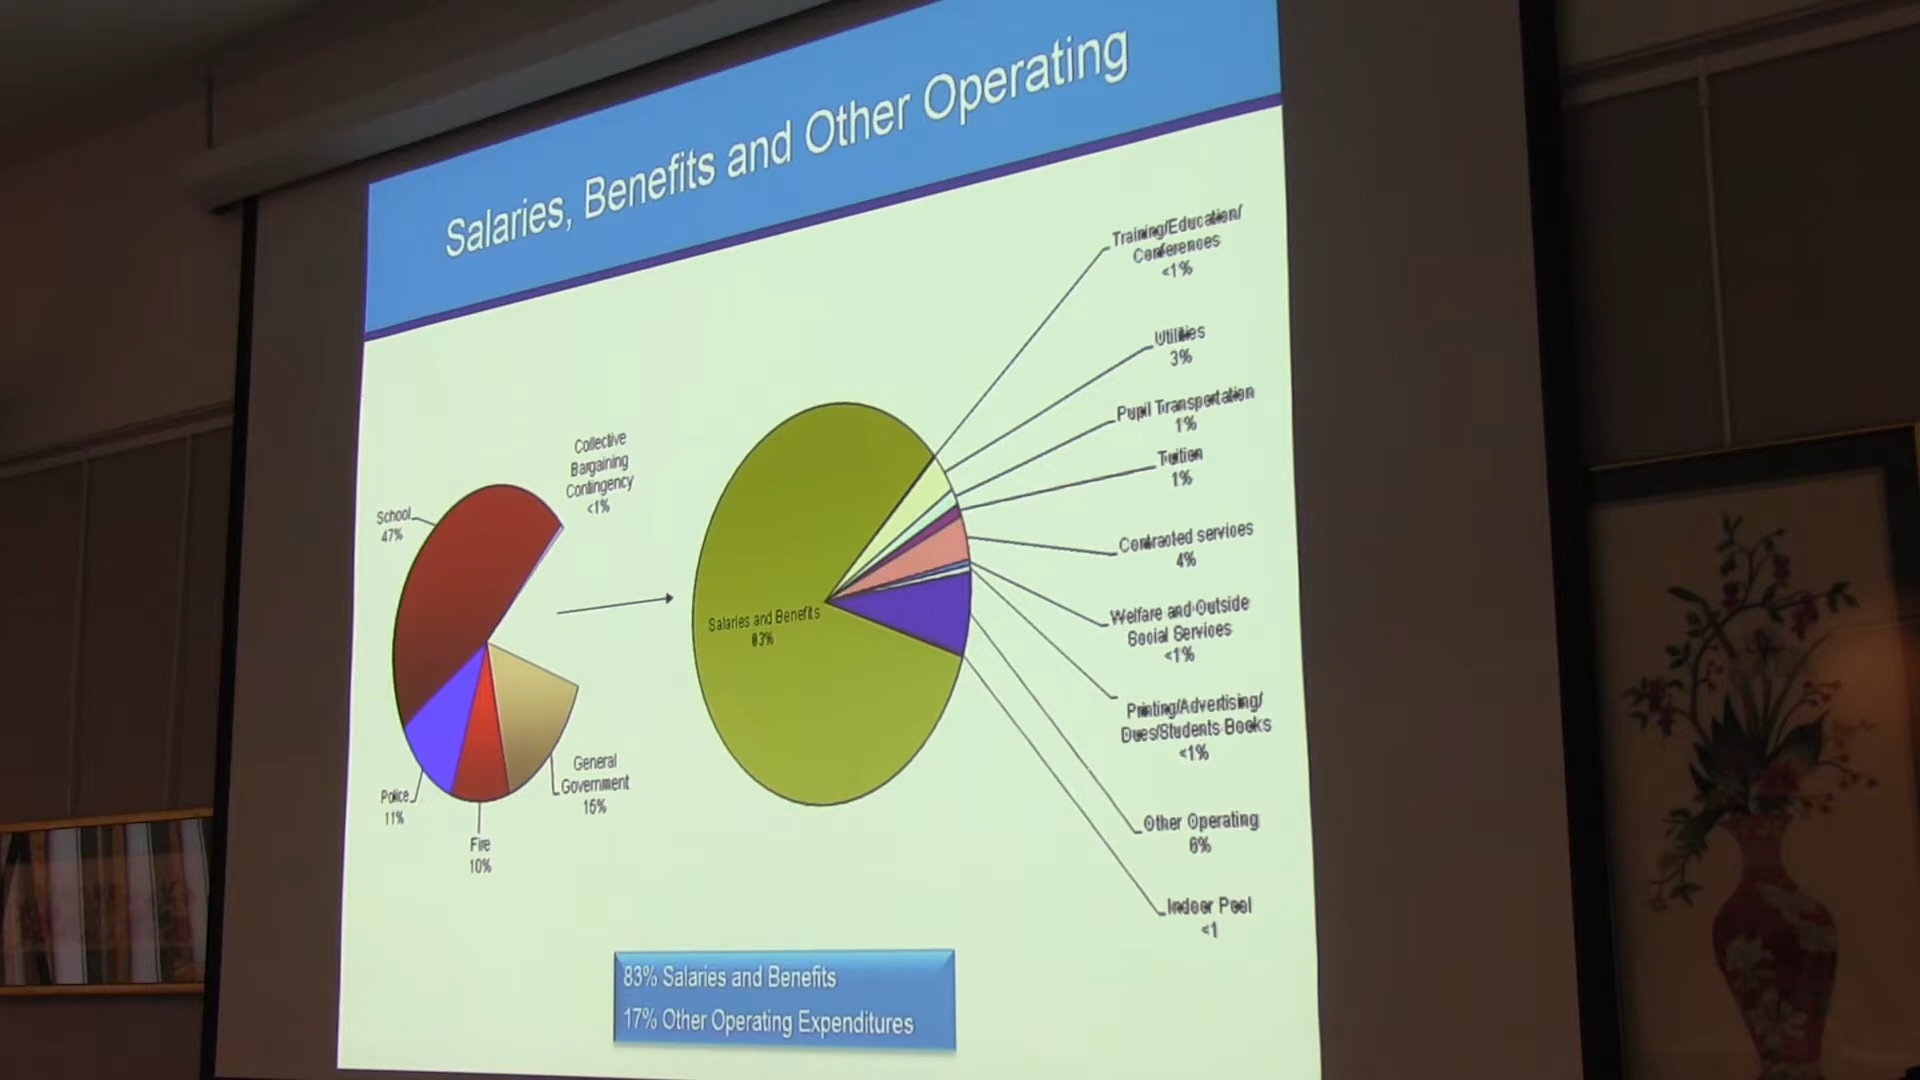 Salaries, Benefits and Other Operating
Training/Education/
Conferences
<1%
Utilities
3%
Pupil Transportation
1%
Tuition
1%
Contracted services
4%
Welfare and Outside
Social Services
<1%
Printing/Advertising/
Dues/Students Books
<1%
Other Operating
6%
Indoor Pool
<1
Salaries and Benefits
83%
Collective
Bargaining
Contingency
<1%
School
47%
Police
11%
Fire
10%
General
Government
15%
83% Salaries and Benefits
17% Other Operating Expenditures